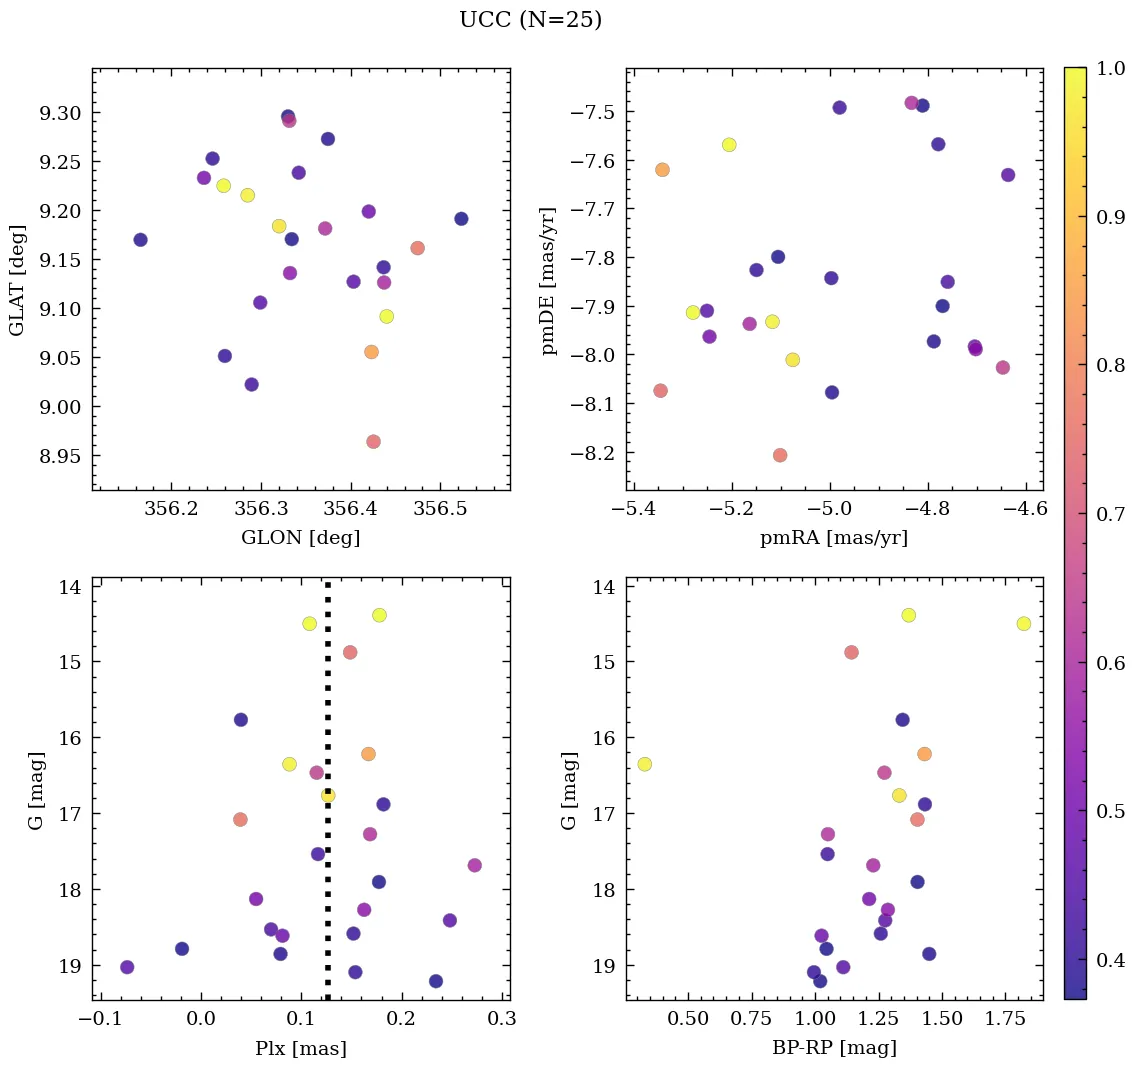 UCC (N=25)
9.30
9.25
9.20
9.15
9.10
9.05
9.00
8.95
GLAT [deg]
356.2 356.3 356.4 356.5
GLON [deg]
−7.5
−7.6
−7.7
−7.8
−7.9
−8.0
−8.1
−8.2
pmDE [mas/yr]
−5.4 −5.2 −5.0 −4.8 −4.6
pmRA [mas/yr]
14
15
16
17
18
19
G [mag]
−0.1 0.0 0.1 0.2 0.3
Plx [mas]
14
15
16
17
18
19
G [mag]
0.50 0.75 1.00 1.25 1.50 1.75
BP-RP [mag]
1.0
0.9
0.8
0.7
0.6
0.5
0.4